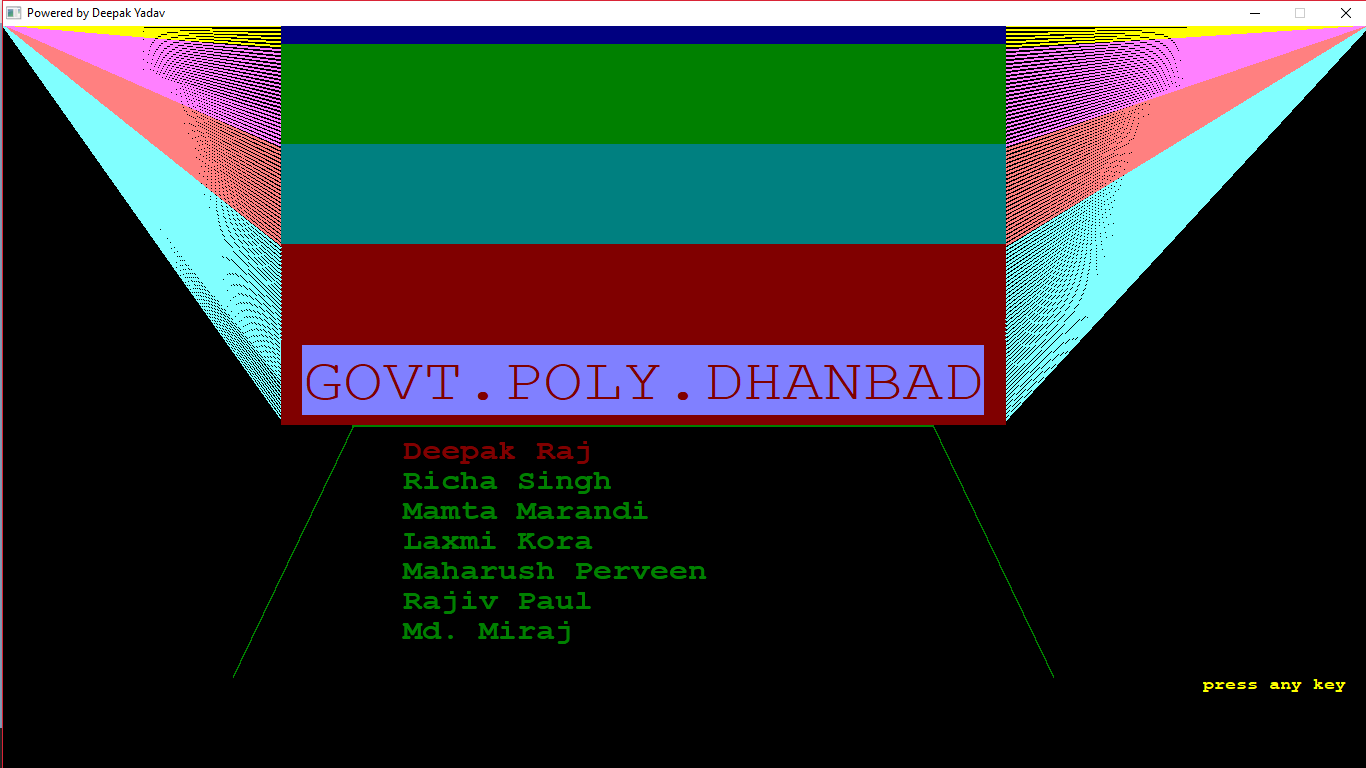 Powered by Deepak Yadav
GOVT.POLY.DHANBAD
Deepak Raj
Richa Singh
Mamta Marandi
Laxmi Kora
Maharush Perveen
Rajiv Paul
Md. Miraj
press any key